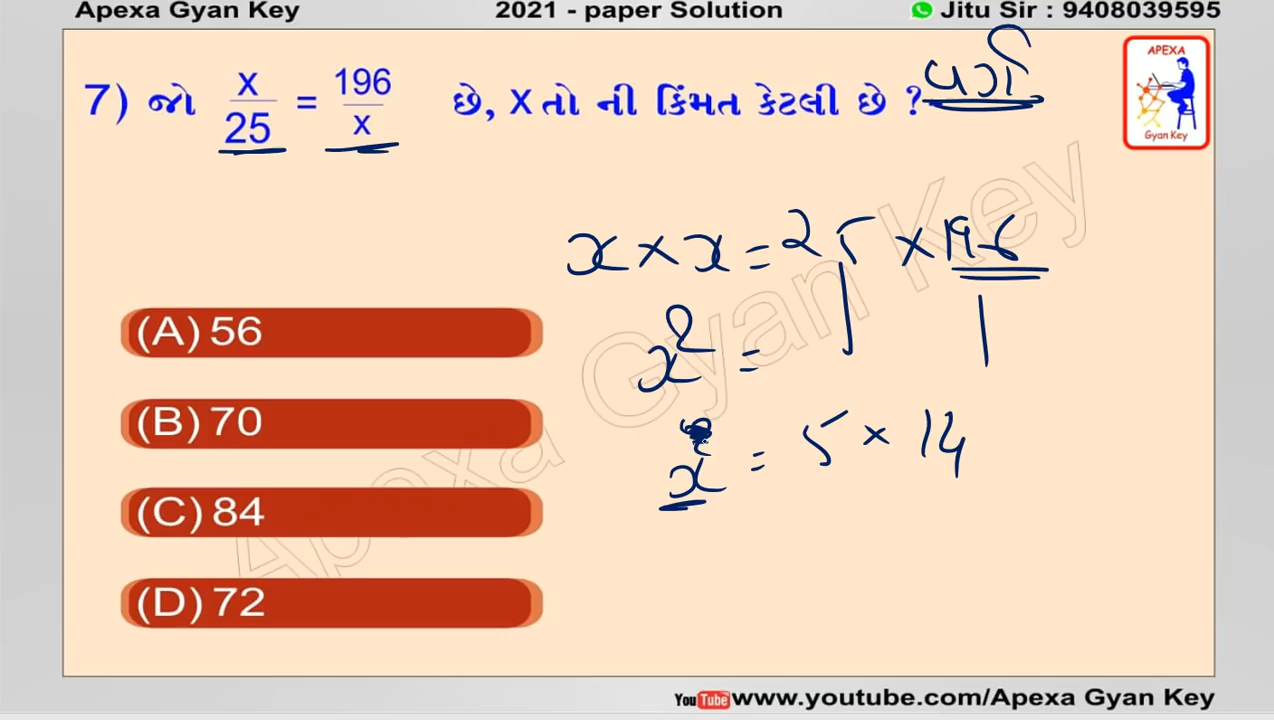 Apexa Gyan Key 2021 - paper Solution Jitu Sir : 9408039595
વર્ગ
APEXA
Gyan Key
7) જો x/25 = 196/x છે, X તો ની કિંમત કેટલી છે ?
x × x = 25 × 196
x² =
x = 5 × 14
(A) 56
(B) 70
(C) 84
(D) 72
Apexa Gyan Key
YouTube www.youtube.com/Apexa Gyan Key